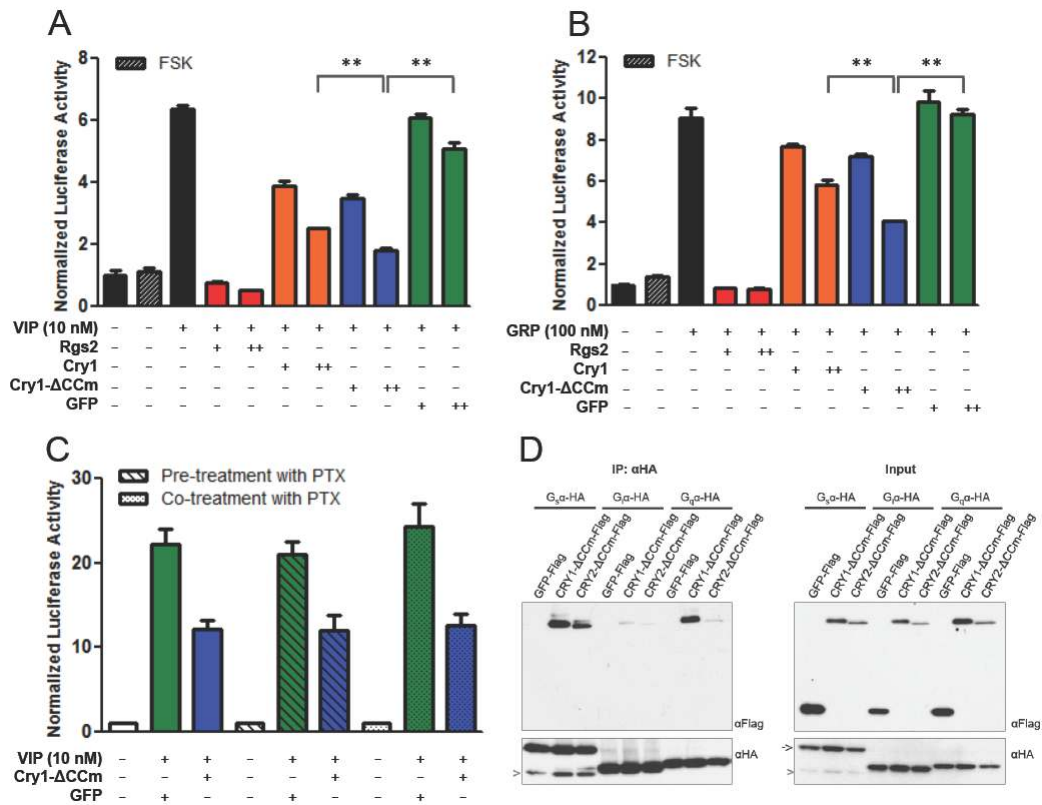 A
Normalized Luciferase Activity
8
6
4
2
0
FSK
**
**
VIP (10 nM) – – + + + + + + + + +
Rgs2 – – – + ++ – – – – – –
Cry1 – – – – – + ++ – – – –
Cry1-ΔCCm – – – – – – – + ++ – –
GFP – – – – – – – – – + ++
B
Normalized Luciferase Activity
12
10
8
6
4
2
0
FSK
**
**
GRP (100 nM) – – + + + + + + + + +
Rgs2 – – – + ++ – – – – – –
Cry1 – – – – – + ++ – – – –
Cry1-ΔCCm – – – – – – – + ++ – –
GFP – – – – – – – – – + ++
C
Normalized Luciferase Activity
30
20
10
0
Pre-treatment with PTX
Co-treatment with PTX
VIP (10 nM) – + + – + + – + +
Cry1-ΔCCm – – + – – + – – +
GFP – + – – + – – + –
D
IP: αHA
Gsα-HA Giα-HA Gqα-HA
GFP-Flag
CRY1-ΔCCm-Flag
CRY2-ΔCCm-Flag
GFP-Flag
CRY1-ΔCCm-Flag
CRY2-ΔCCm-Flag
GFP-Flag
CRY1-ΔCCm-Flag
CRY2-ΔCCm-Flag
αFlag
αHA
>
Input
Gsα-HA Giα-HA Gqα-HA
GFP-Flag
CRY1-ΔCCm-Flag
CRY2-ΔCCm-Flag
GFP-Flag
CRY1-ΔCCm-Flag
CRY2-ΔCCm-Flag
GFP-Flag
CRY1-ΔCCm-Flag
CRY2-ΔCCm-Flag
αFlag
->
αHA
>